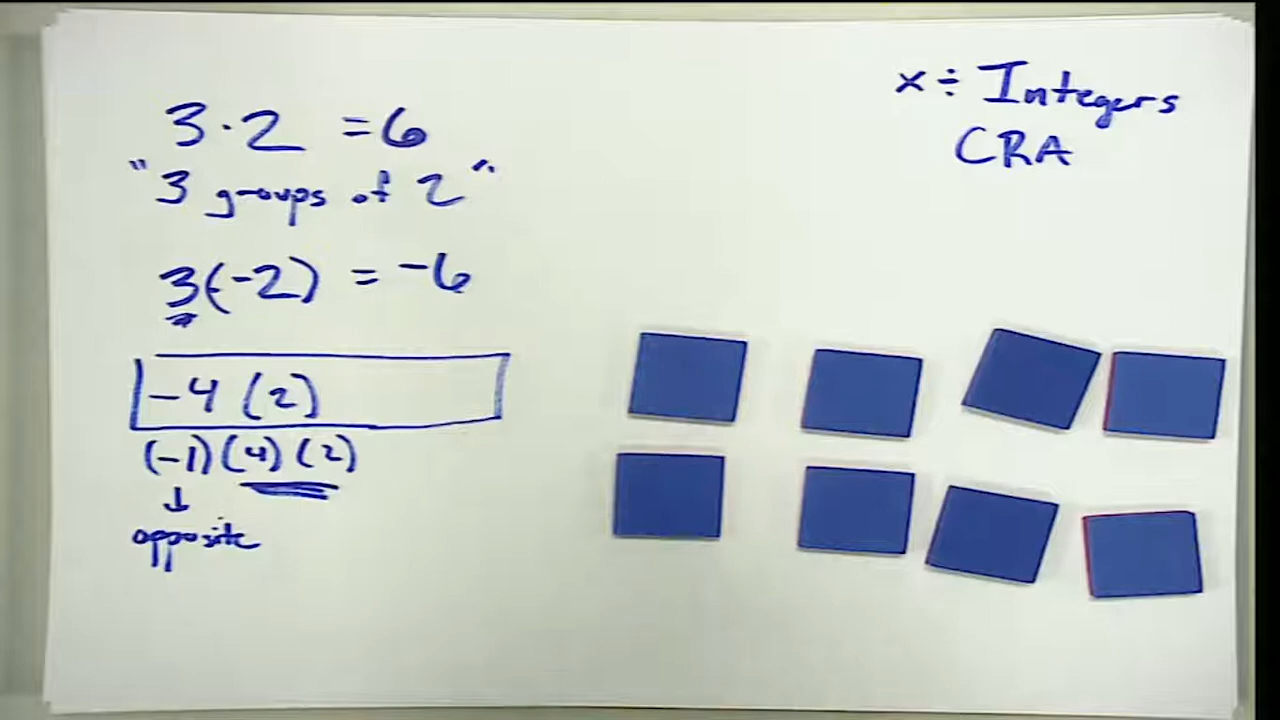 3·2 = 6
"3 groups of 2"
3(-2) = -6
-4 (2)
(-1)(4)(2)
↓
opposite
x ÷ Integers
CRA